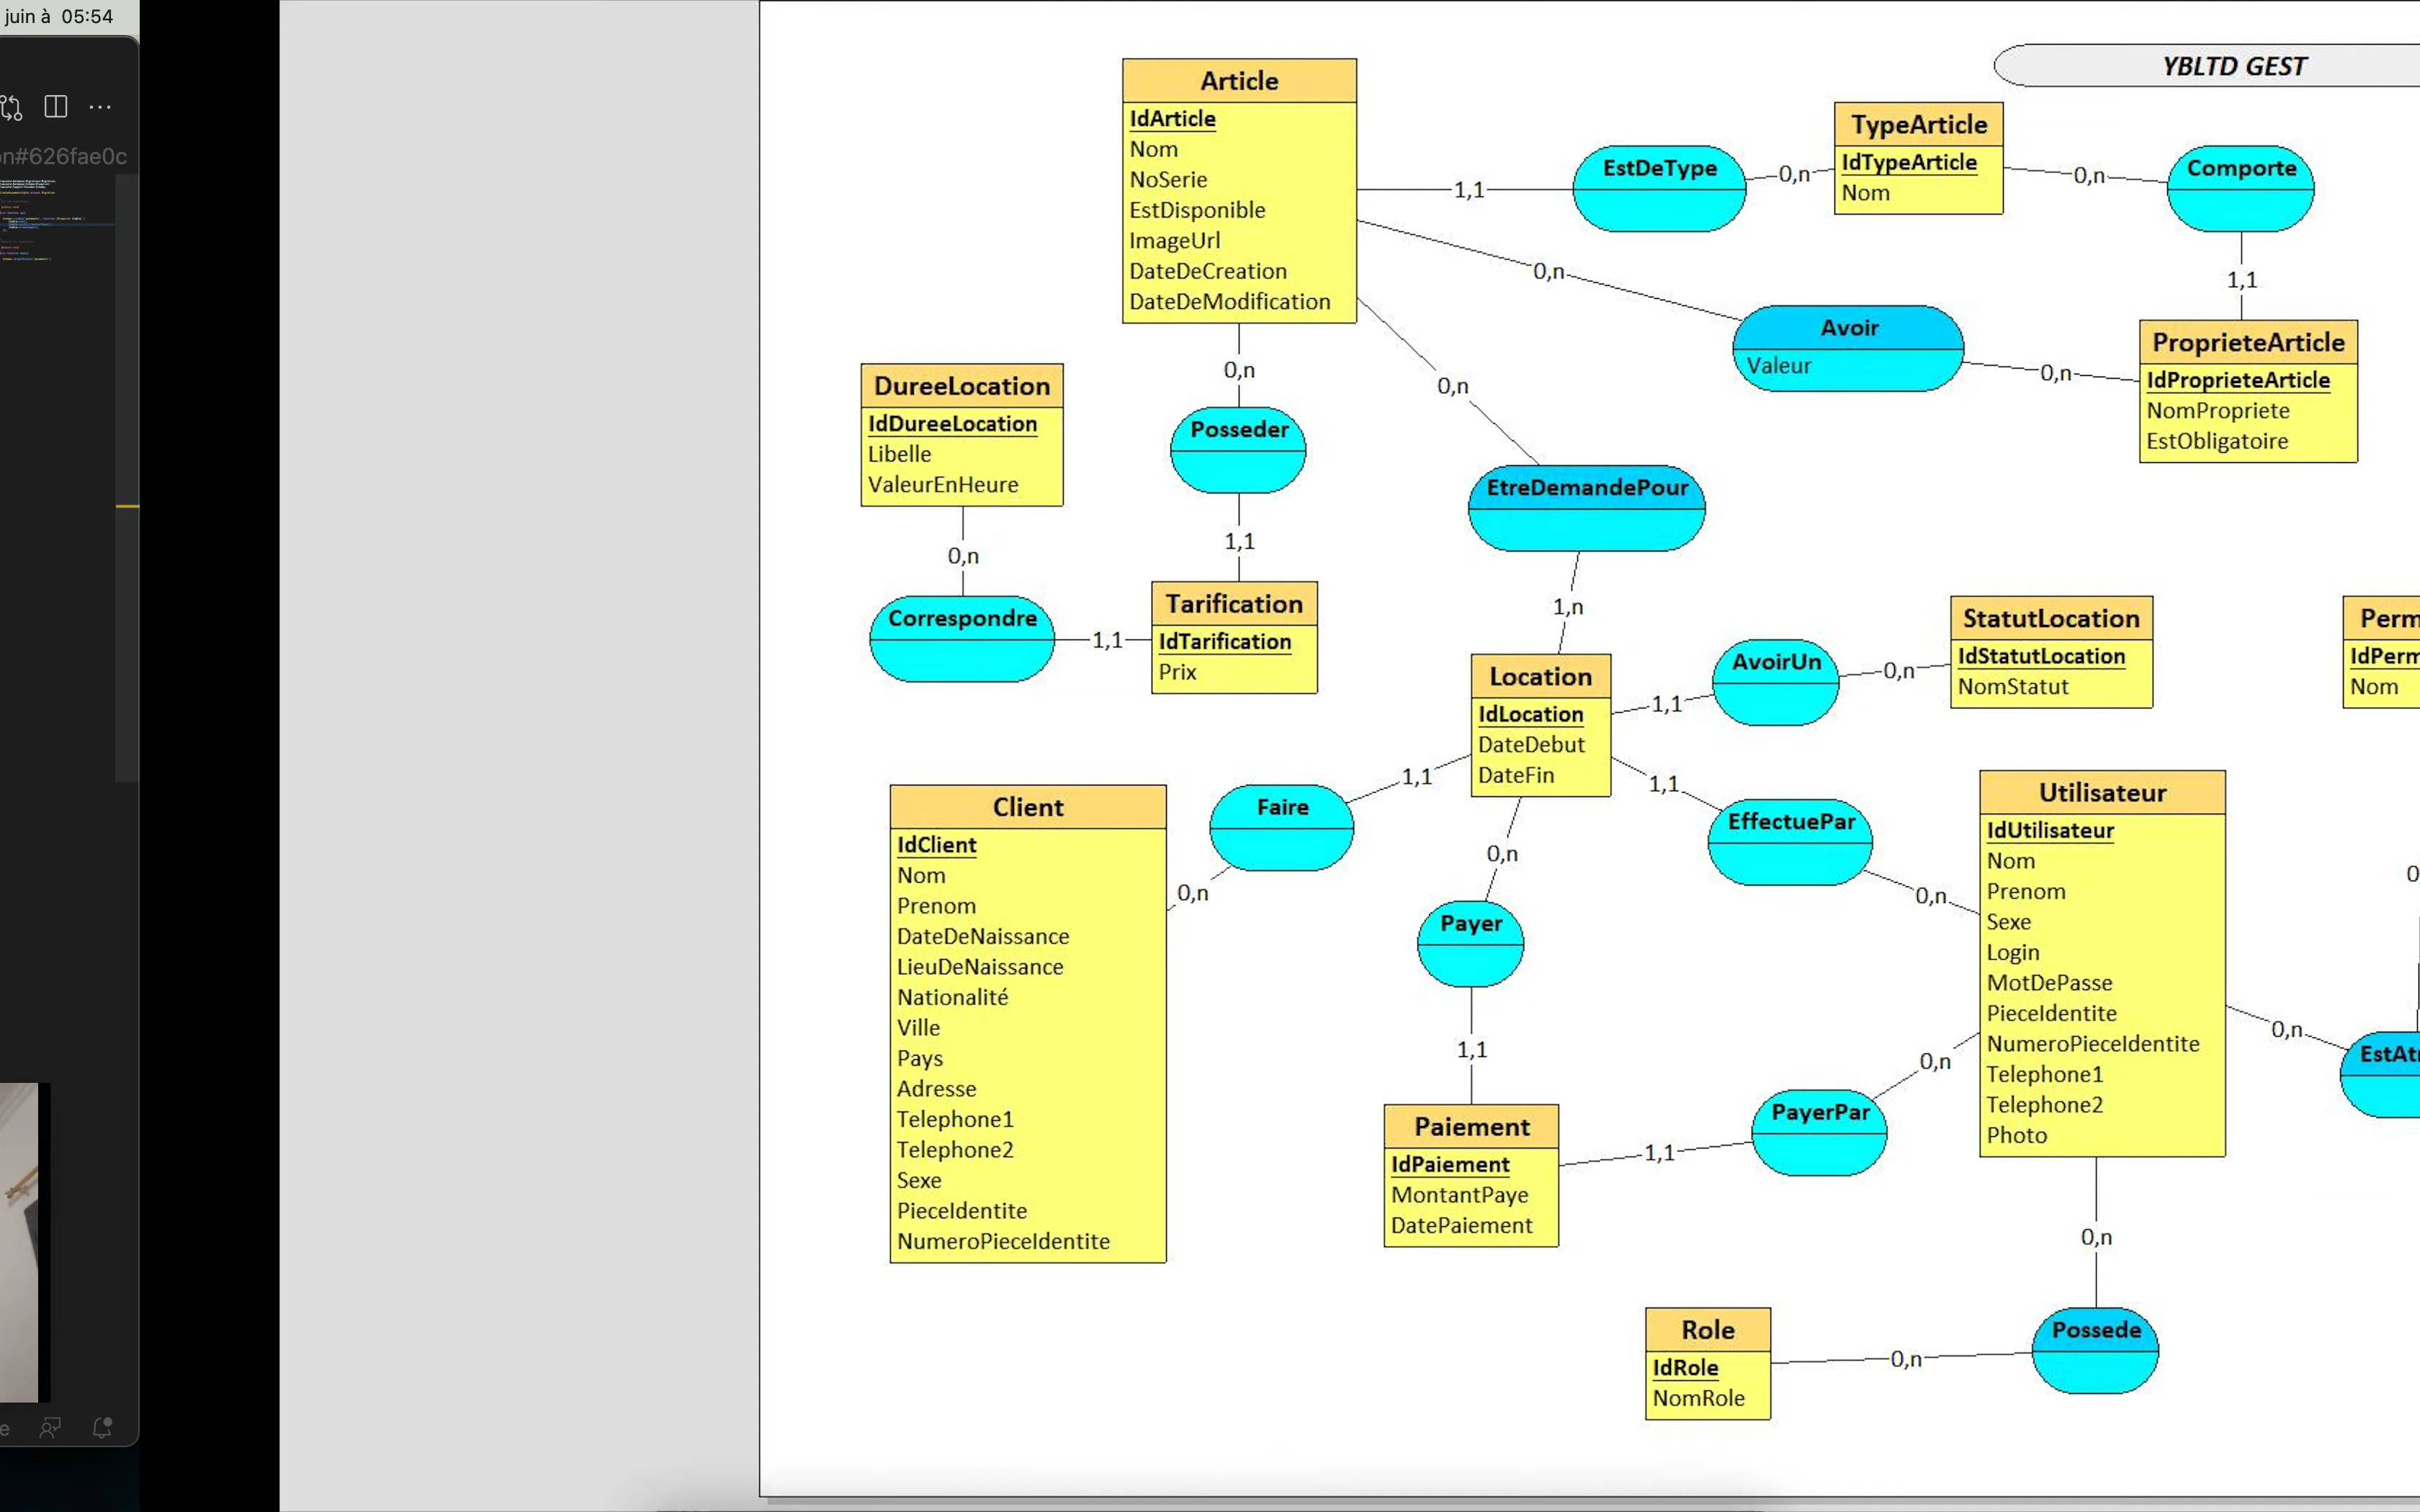 juin à 05:54
n#626fae0c
YBLTD GEST
Article
IdArticle
Nom
NoSerie
EstDisponible
ImageUrl
DateDeCreation
DateDeModification
1,1
EstDeType
0,n
TypeArticle
IdTypeArticle
Nom
0,n
Comporte
1,1
0,n
Avoir
Valeur
0,n
ProprieteArticle
IdProprieteArticle
NomPropriete
EstObligatoire
DureeLocation
IdDureeLocation
Libelle
ValeurEnHeure
0,n
Posseder
1,1
0,n
EtreDemandePour
1,n
0,n
Correspondre
1,1
Tarification
IdTarification
Prix
Location
IdLocation
DateDebut
DateFin
1,1
AvoirUn
0,n
StatutLocation
IdStatutLocation
NomStatut
Perm
IdPerm
Nom
Client
IdClient
Nom
Prenom
DateDeNaissance
LieuDeNaissance
Nationalité
Ville
Pays
Adresse
Telephone1
Telephone2
Sexe
PieceIdentite
NumeroPieceIdentite
0,n
Faire
1,1
1,1
EffectuePar
0,n
0,n
Payer
1,1
Utilisateur
IdUtilisateur
Nom
Prenom
Sexe
Login
MotDePasse
PieceIdentite
NumeroPieceIdentite
Telephone1
Telephone2
Photo
0
0,n
EstAt
Paiement
IdPaiement
MontantPaye
DatePaiement
1,1
PayerPar
0,n
0,n
Role
IdRole
NomRole
0,n
Possede
e